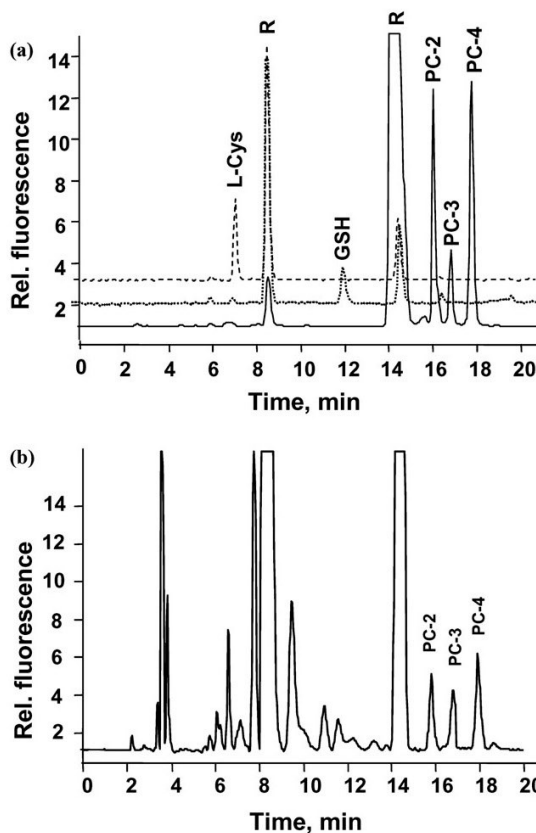 (a)
R
R
PC-2
PC-4
L-Cys
GSH
PC-3
Rel. fluorescence
14
12
10
8
6
4
2
0 2 4 6 8 10 12 14 16 18 20
Time, min
(b)
PC-2
PC-3
PC-4
Rel. fluorescence
14
12
10
8
6
4
2
0 2 4 6 8 10 12 14 16 18 20
Time, min